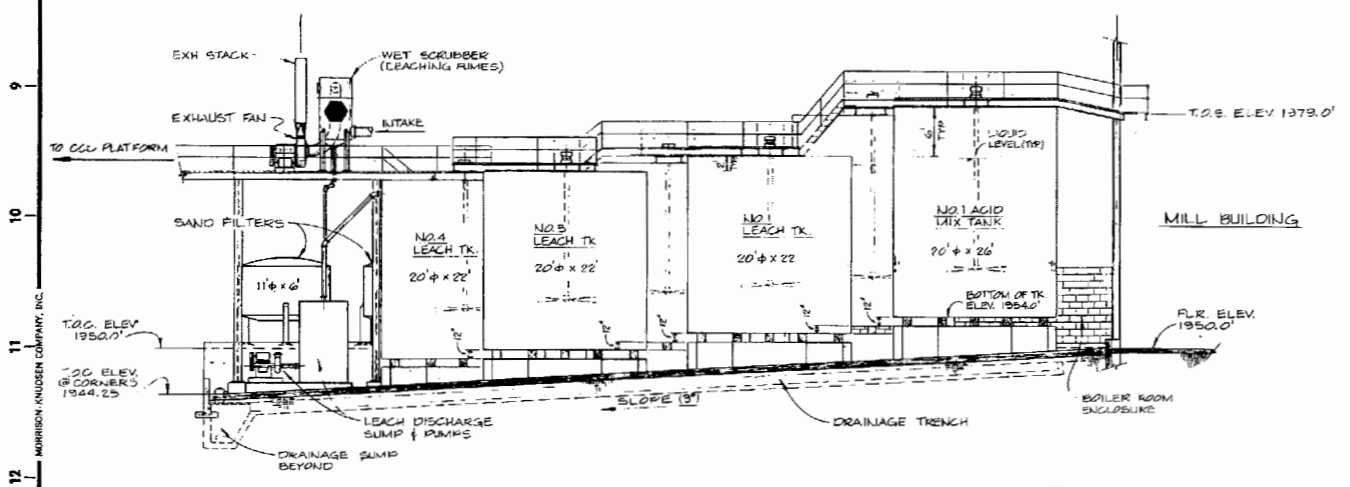 EXH STACK
WET SCRUBBER
(LEACHING FUMES)
EXHAUST FAN
INTAKE
TO CCD PLATFORM
SAND FILTERS
11'φ x 6'
T.O.C. ELEV
1950.0'
T.O.C ELEV.
@ CORNERS
1944.25
NO.4
LEACH TK.
20'φ x 22'
NO.3
LEACH TK
20'φ x 22'
NO.1
LEACH TK.
20'φ x 22
NO.1 ACID
MIX TANK
20'φ x 26'
6'
TYP
LIQUID
LEVEL (TYP)
BOTTOM OF TK.
ELEV. 1954.0'
12"
12"
12"
12"
12"
T.O.S. ELEV 1979.0'
MILL BUILDING
FLR. ELEV.
1950.0'
BOILER ROOM
ENCLOSURE
DRAINAGE TRENCH
SLOPE (3°)
LEACH DISCHARGE
SUMP & PUMPS
DRAINAGE SUMP
BEYOND
9
10
11
12
MORRISON-KNUDSEN COMPANY, INC.